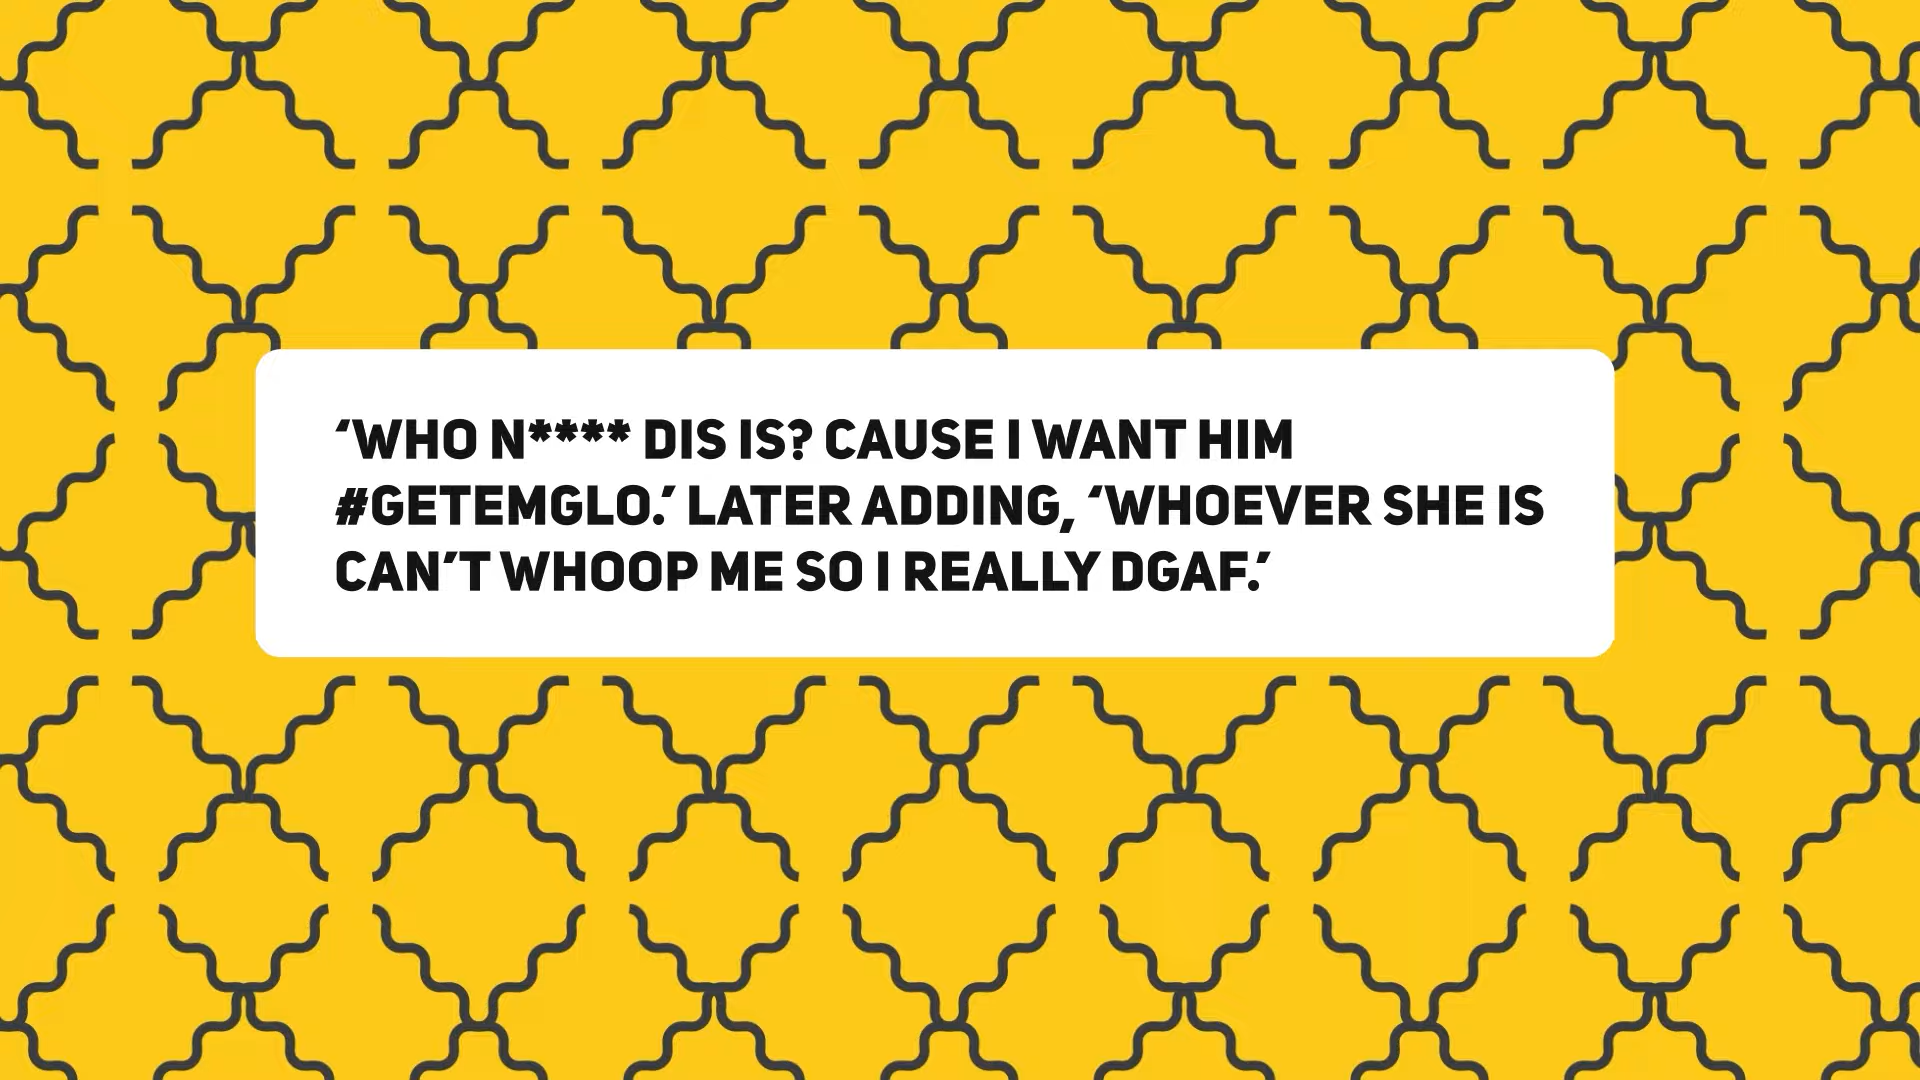 ‘WHO N**** DIS IS? CAUSE I WANT HIM
#GETEMGLO.’ LATER ADDING, ‘WHOEVER SHE IS
CAN’T WHOOP ME SO I REALLY DGAF.’